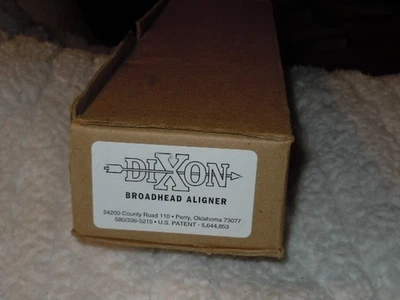 DIXON
BROADHEAD ALIGNER
24200 County Road 110 • Perry, Oklahoma 73077
580/336-5215 • U.S. PATENT - 5,644,853